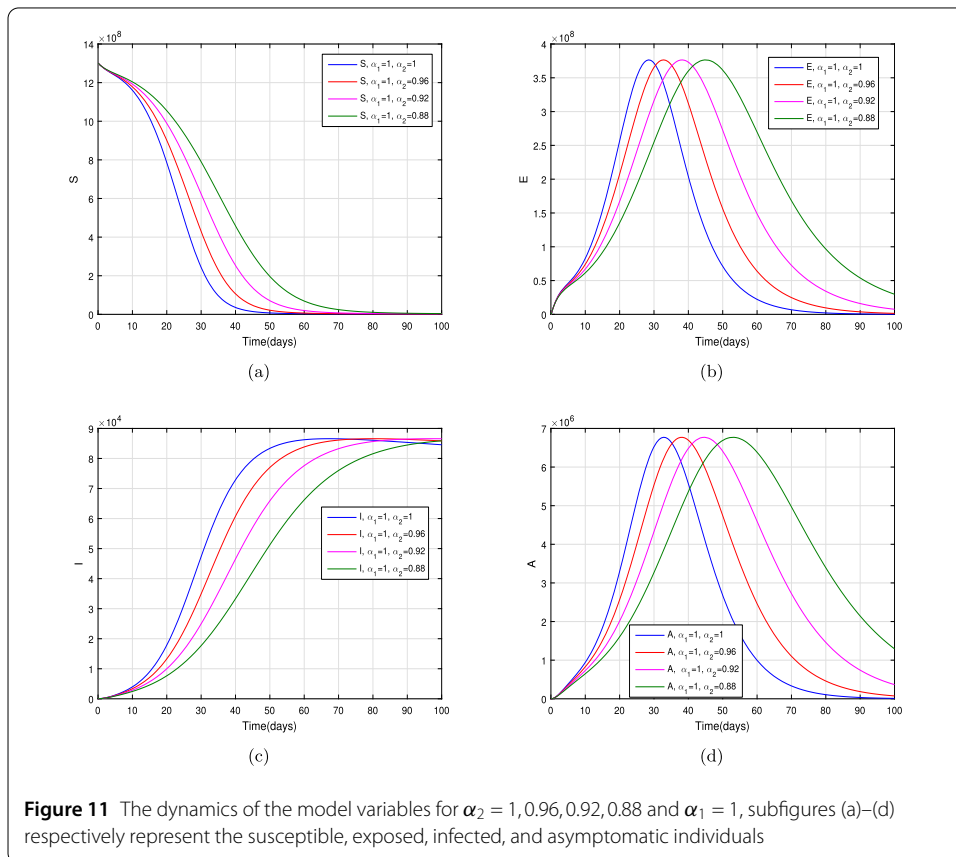 ×10⁸
14
12
10
8
6
4
2
0
S
0 10 20 30 40 50 60 70 80 90 100
Time(days)
S, α₁=1, α₂=1
S, α₁=1, α₂=0.96
S, α₁=1, α₂=0.92
S, α₁=1, α₂=0.88
(a)
×10⁸
4
3.5
3
2.5
2
1.5
1
0.5
0
E
0 10 20 30 40 50 60 70 80 90 100
Time(days)
E, α₁=1, α₂=1
E, α₁=1, α₂=0.96
E, α₁=1, α₂=0.92
E, α₁=1, α₂=0.88
(b)
×10⁴
9
8
7
6
5
4
3
2
1
0
I
0 10 20 30 40 50 60 70 80 90 100
Time(days)
I, α₁=1, α₂=1
I, α₁=1, α₂=0.96
I, α₁=1, α₂=0.92
I, α₁=1, α₂=0.88
(c)
×10⁶
7
6
5
4
3
2
1
0
A
0 10 20 30 40 50 60 70 80 90 100
Time(days)
A, α₁=1, α₂=1
A, α₁=1, α₂=0.96
A, α₁=1, α₂=0.92
A, α₁=1, α₂=0.88
(d)
Figure 11 The dynamics of the model variables for α₂ = 1, 0.96, 0.92, 0.88 and α₁ = 1, subfigures (a)–(d)
respectively represent the susceptible, exposed, infected, and asymptomatic individuals